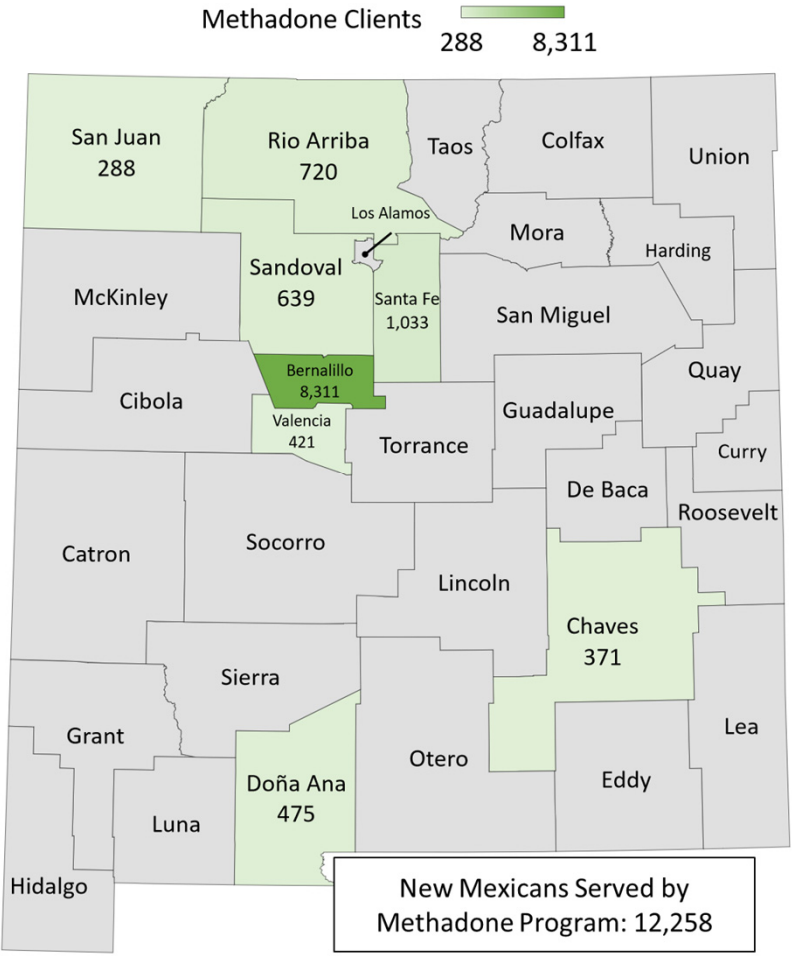 Methadone Clients
288 8,311
San Juan
288
Rio Arriba
720
Taos
Colfax
Union
Los Alamos
Mora
Harding
McKinley
Sandoval
639
Santa Fe
1,033
San Miguel
Quay
Bernalillo
8,311
Cibola
Valencia
421
Torrance
Guadalupe
Curry
De Baca
Roosevelt
Catron
Socorro
Lincoln
Chaves
371
Sierra
Grant
Otero
Lea
Eddy
Doña Ana
475
Luna
Hidalgo
New Mexicans Served by
Methadone Program: 12,258